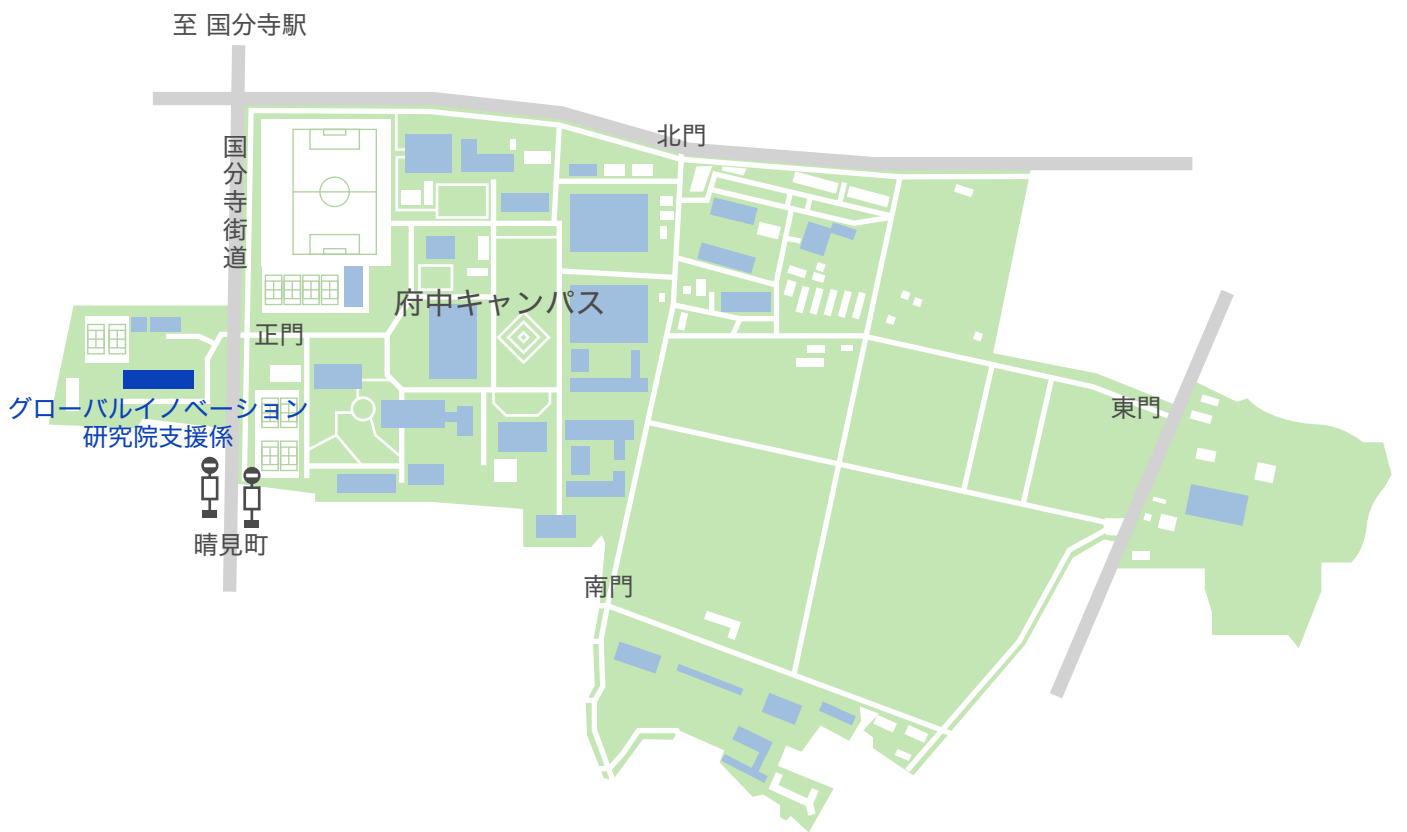 至 国分寺駅
北門
国分寺街道
府中キャンパス
正門
グローバルイノベーション
研究院支援係
東門
晴見町
南門